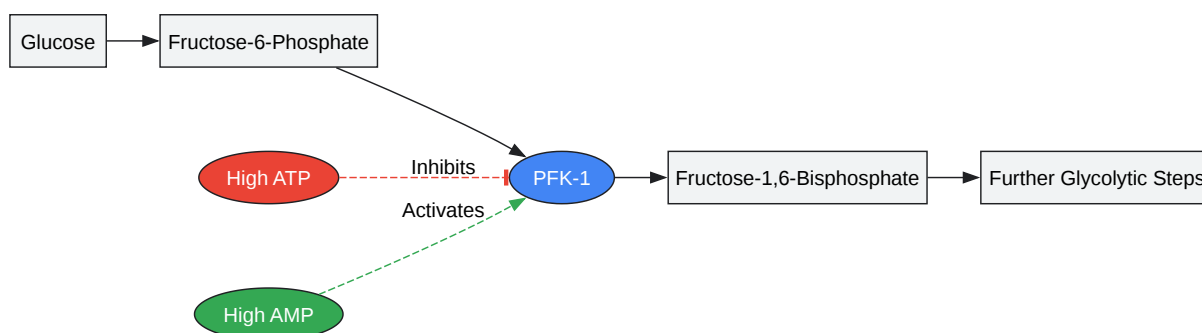 Glucose
Fructose-6-Phosphate
High ATP
Inhibits
PFK-1
Fructose-1,6-Bisphosphate
Further Glycolytic Steps
Activates
High AMP